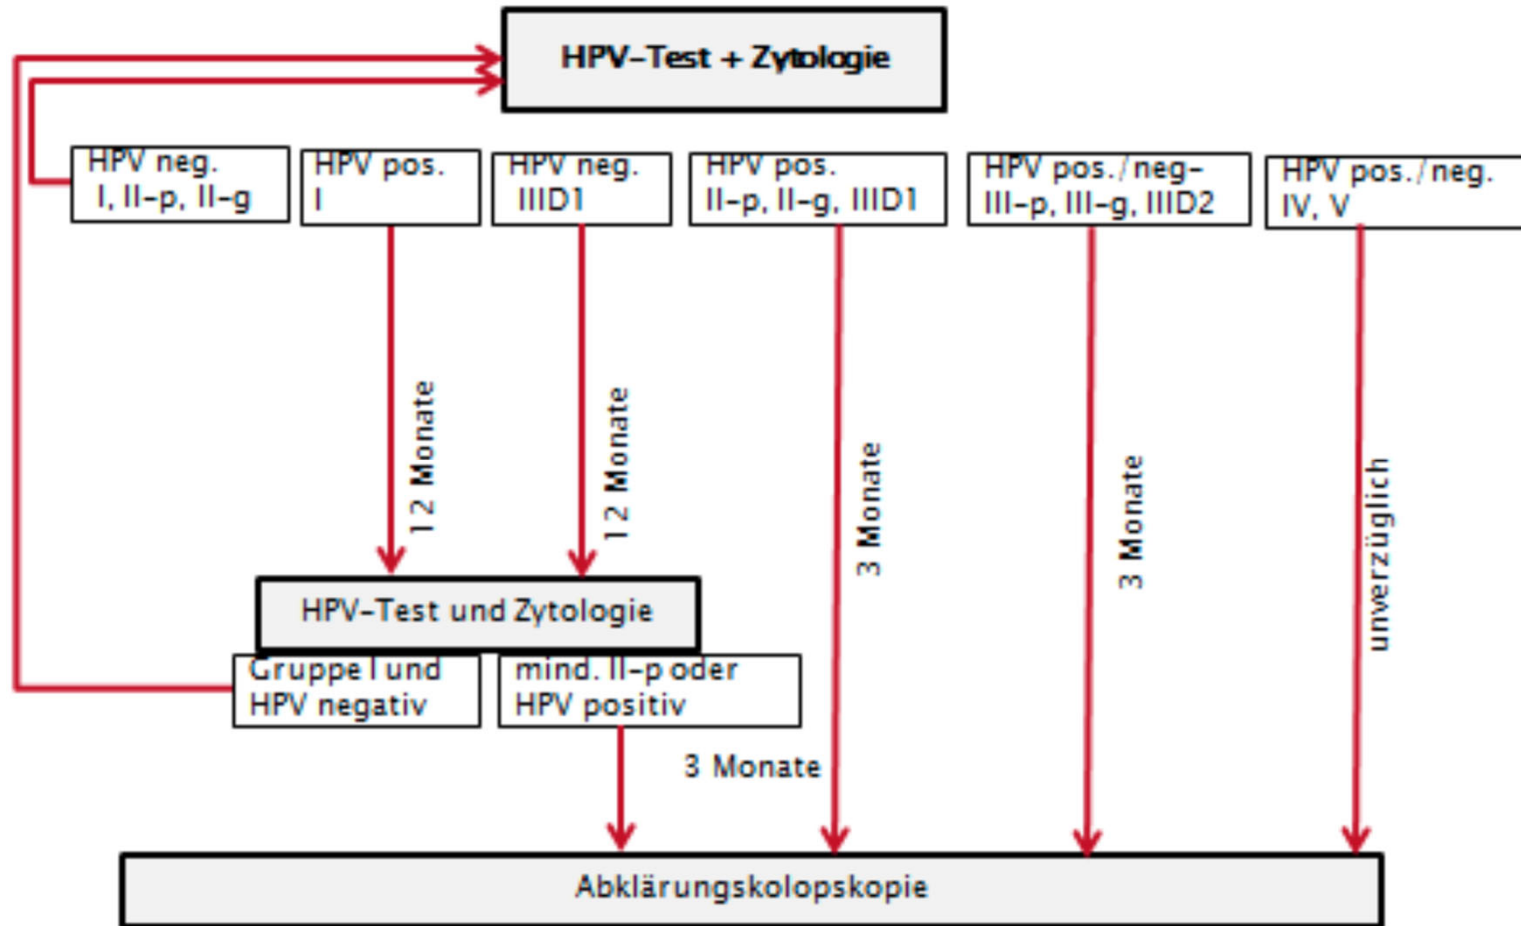 HPV-Test + Zytologie
HPV neg.
I, II-p, II-g
HPV pos.
I
HPV neg.
IIID1
HPV pos.
II-p, II-g, IIID1
HPV pos./neg-
III-p, III-g, IIID2
HPV pos./neg.
IV, V
12 Monate
12 Monate
3 Monate
3 Monate
unverzüglich
HPV-Test und Zytologie
Gruppe I und
HPV negativ
mind. II-p oder
HPV positiv
3 Monate
Abklärungskolopskopie